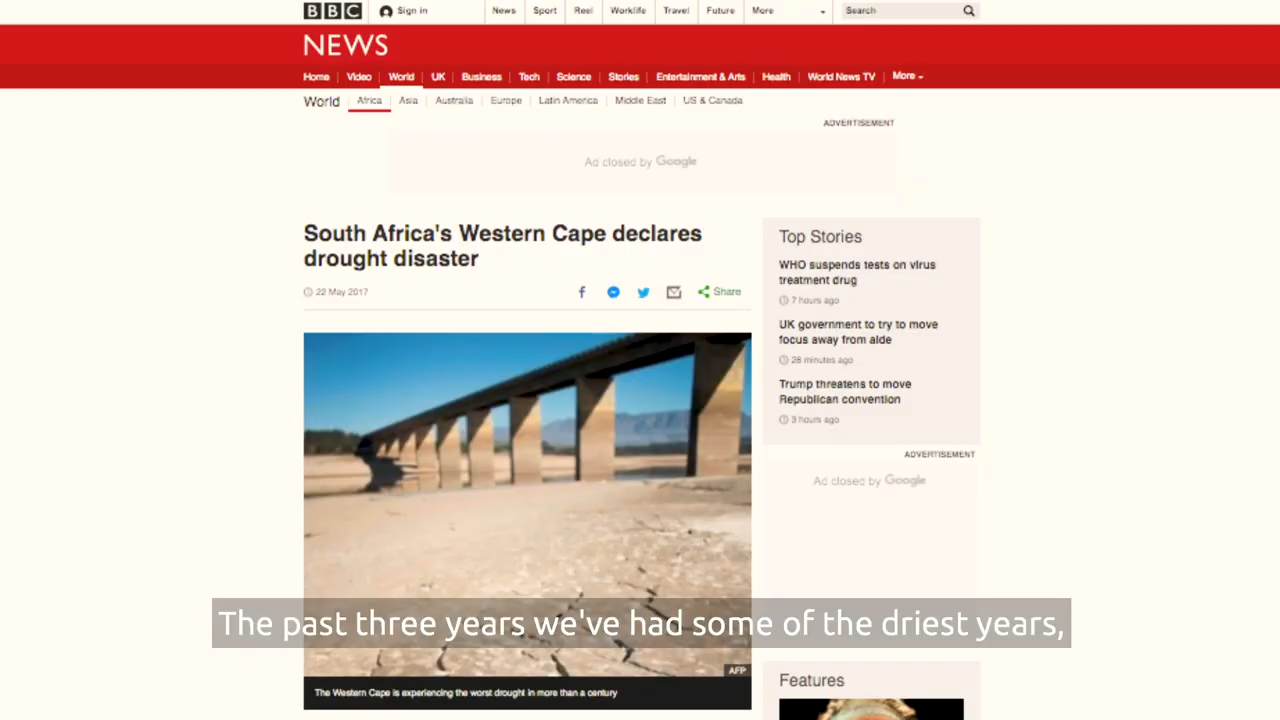 BBC Sign in News Sport Reel Worklife Travel Future More Search
NEWS
Home Video World UK Business Tech Science Stories Entertainment & Arts Health World News TV More
World Africa Asia Australia Europe Latin America Middle East US & Canada
ADVERTISEMENT
Ad closed by Google
South Africa's Western Cape declares
drought disaster
22 May 2017
Share
Top Stories
WHO suspends tests on virus
treatment drug
7 hours ago
UK government to try to move
focus away from aide
28 minutes ago
Trump threatens to move
Republican convention
3 hours ago
ADVERTISEMENT
Ad closed by Google
The past three years we've had some of the driest years,
AFP
The Western Cape is experiencing the worst drought in more than a century
Features